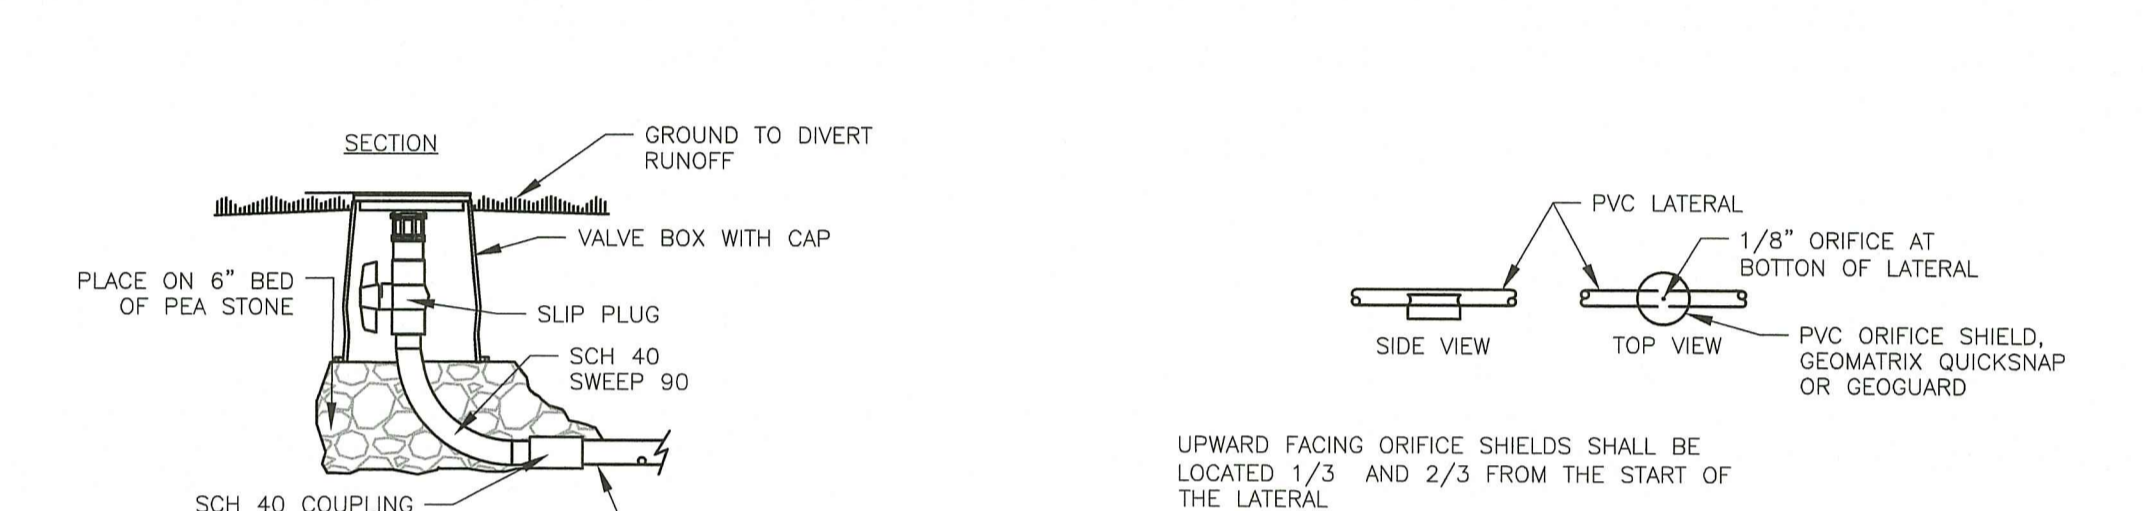 SECTION
GROUND TO DIVERT
RUNOFF
VALVE BOX WITH CAP
PLACE ON 6" BED
OF PEA STONE
SLIP PLUG
SCH 40
SWEEP 90
SCH 40 COUPLING
PVC LATERAL
1/8" ORIFICE AT
BOTTON OF LATERAL
SIDE VIEW
TOP VIEW
PVC ORIFICE SHIELD,
GEOMATRIX QUICKSNAP
OR GEOGUARD
UPWARD FACING ORIFICE SHIELDS SHALL BE
LOCATED 1/3 AND 2/3 FROM THE START OF
THE LATERAL